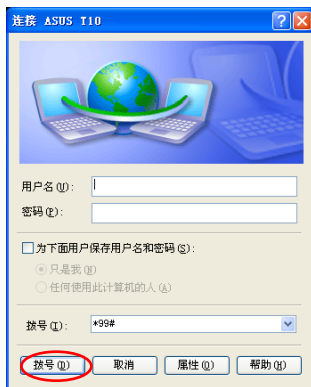 连接 ASUS T10
用户名(U):
密码(P):
为下面用户保存用户名和密码(S):
只是我(N)
任何使用此计算机的人(A)
拨号(I): *99#
拨号(D) 取消 属性(O) 帮助(H)